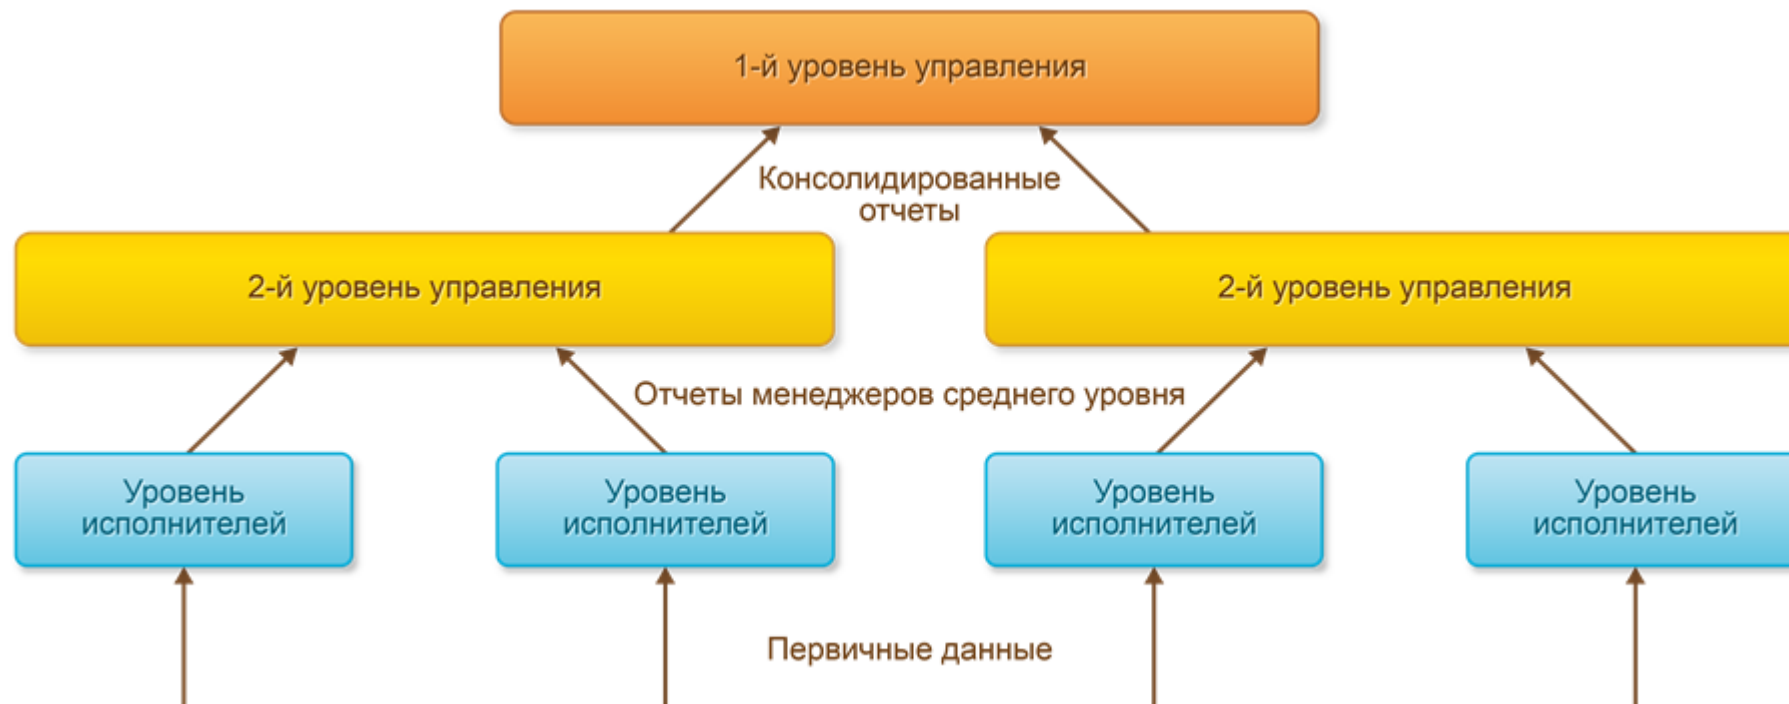 1-й уровень управления
Консолидированные
отчеты
2-й уровень управления
2-й уровень управления
Отчеты менеджеров среднего уровня
Уровень
исполнителей
Уровень
исполнителей
Уровень
исполнителей
Уровень
исполнителей
Первичные данные